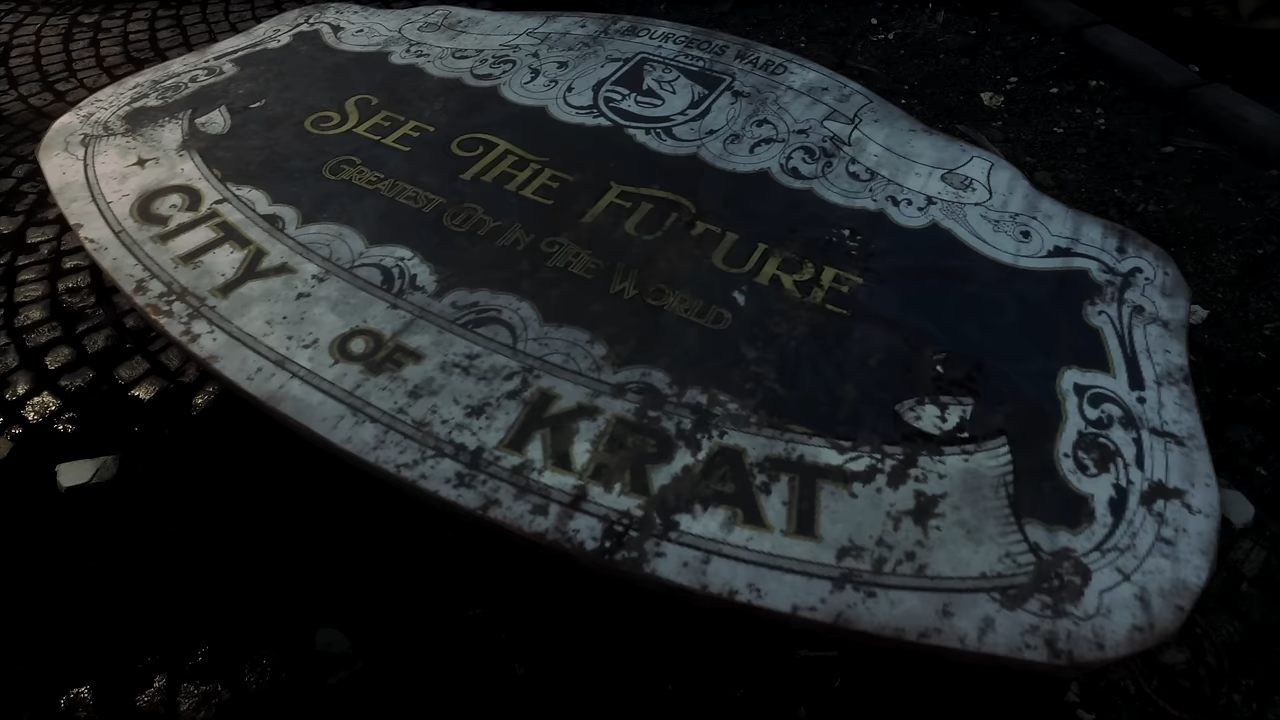 BOURGEOIS WARD
SEE THE FUTURE
GREATEST CITY IN THE WORLD
CITY OF KRAT